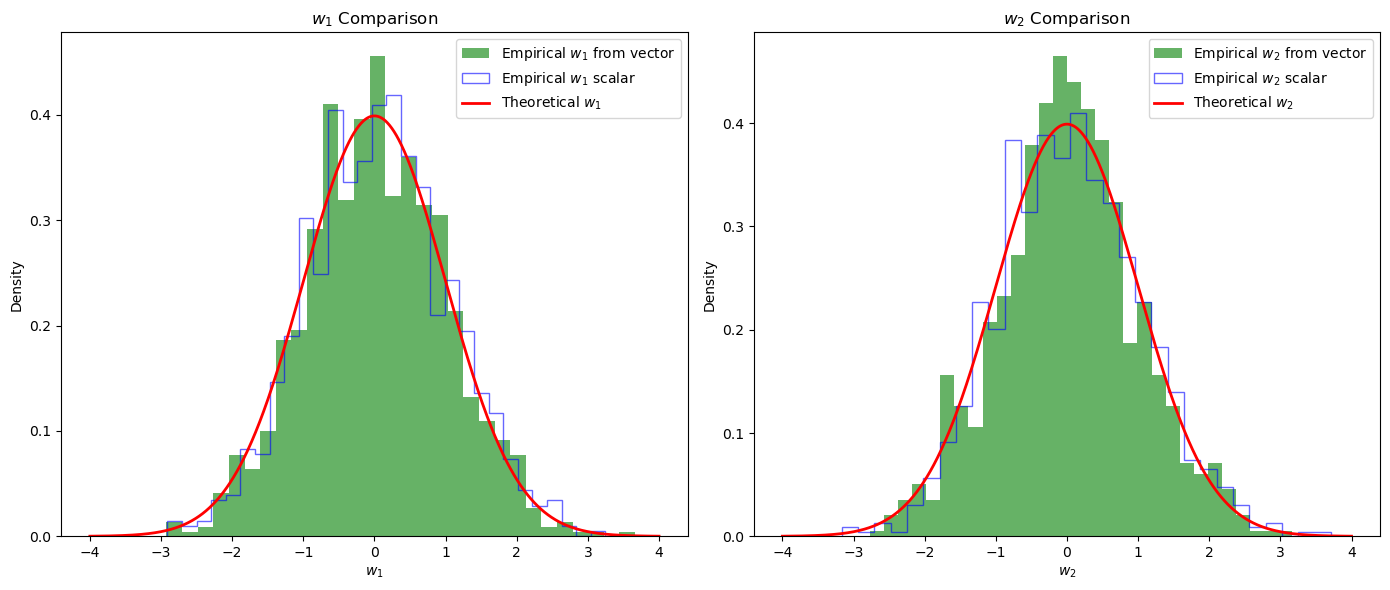 w₁ Comparison
Empirical w₁ from vector
Empirical w₁ scalar
Theoretical w₁
Density
0.4
0.3
0.2
0.1
0.0
−4 −3 −2 −1 0 1 2 3 4
w₁
w₂ Comparison
Empirical w₂ from vector
Empirical w₂ scalar
Theoretical w₂
Density
0.4
0.3
0.2
0.1
0.0
−4 −3 −2 −1 0 1 2 3 4
w₂